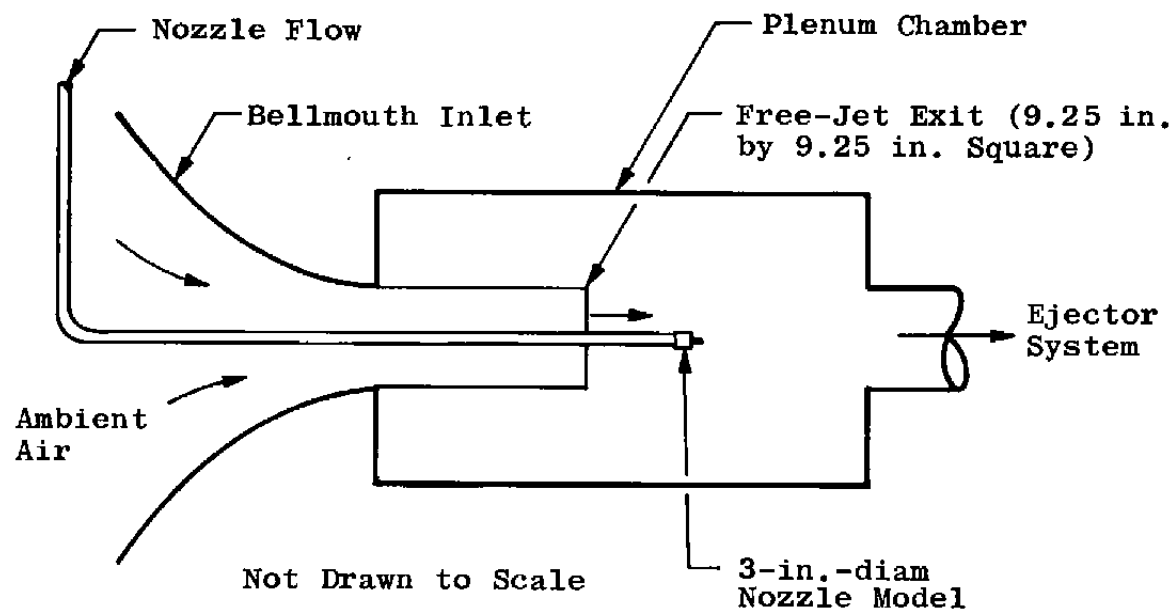 Nozzle Flow
Plenum Chamber
Bellmouth Inlet
Free-Jet Exit (9.25 in.
by 9.25 in. Square)
Ejector
System
Ambient
Air
Not Drawn to Scale
3-in.-diam
Nozzle Model